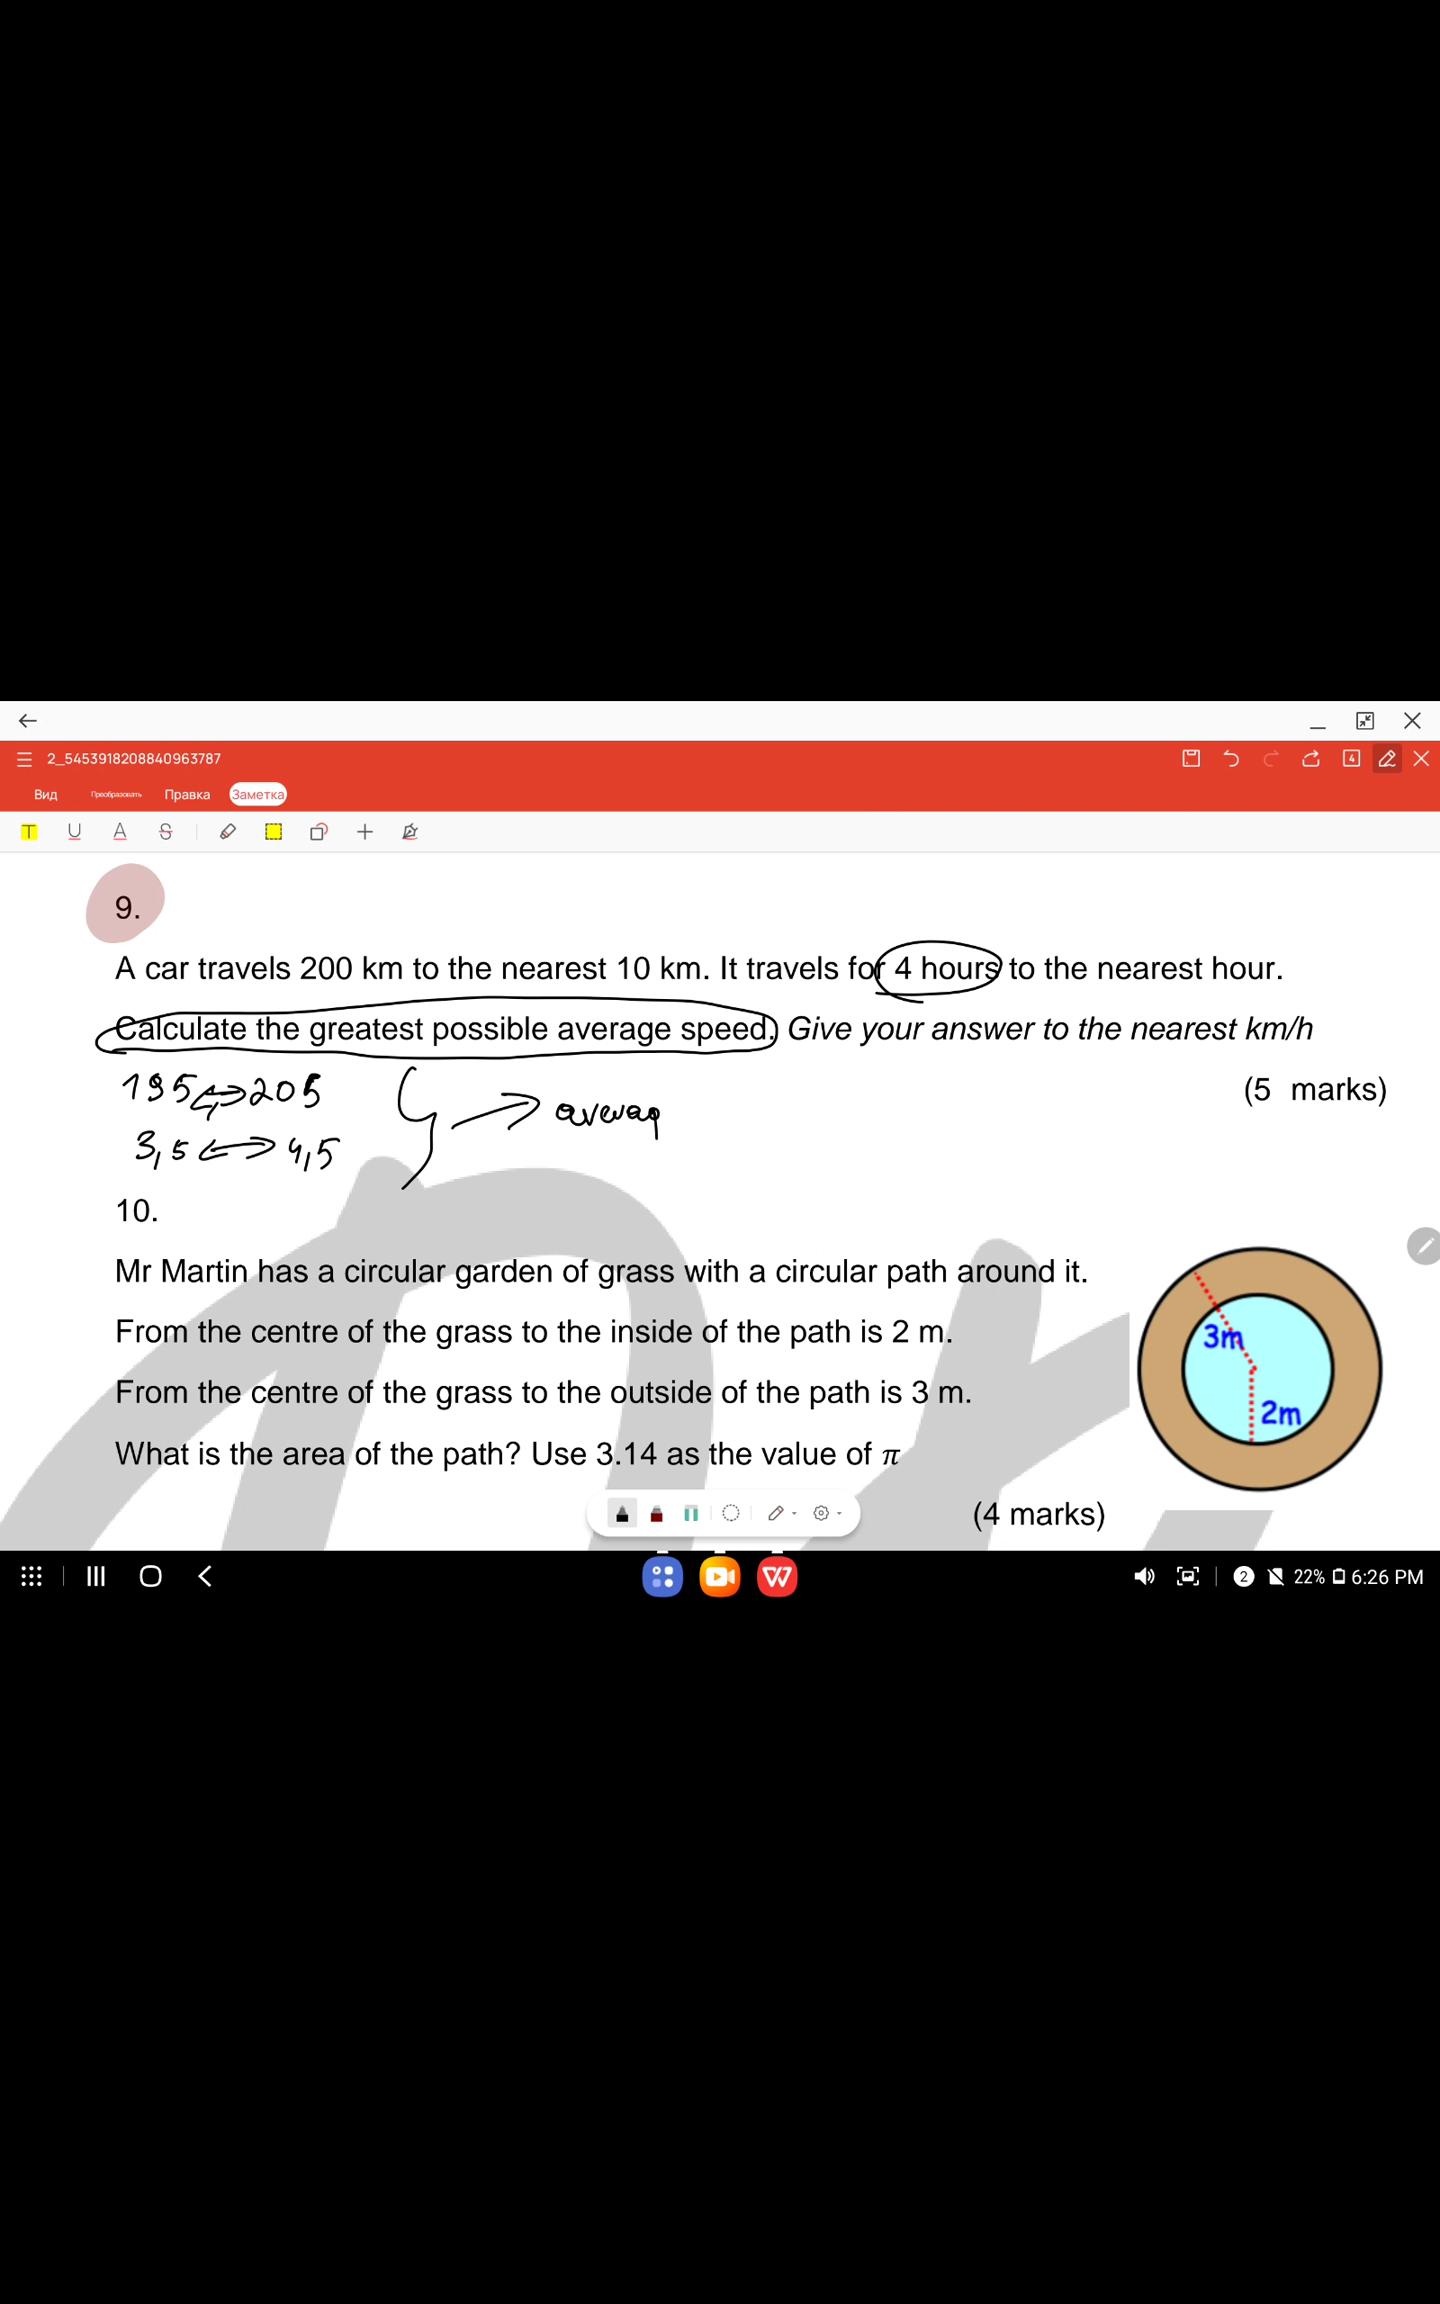 2_5453918208840963787
4
Вид Преобразовать Правка Заметка
T U A S
9.
A car travels 200 km to the nearest 10 km. It travels for 4 hours to the nearest hour.
Calculate the greatest possible average speed. Give your answer to the nearest km/h
(5 marks)
195 ↔ 205
3,5 ↔ 4,5
→ averag
10.
Mr Martin has a circular garden of grass with a circular path around it.
From the centre of the grass to the inside of the path is 2 m.
From the centre of the grass to the outside of the path is 3 m.
What is the area of the path? Use 3.14 as the value of π
(4 marks)
3m
2m
2 22% 6:26 PM